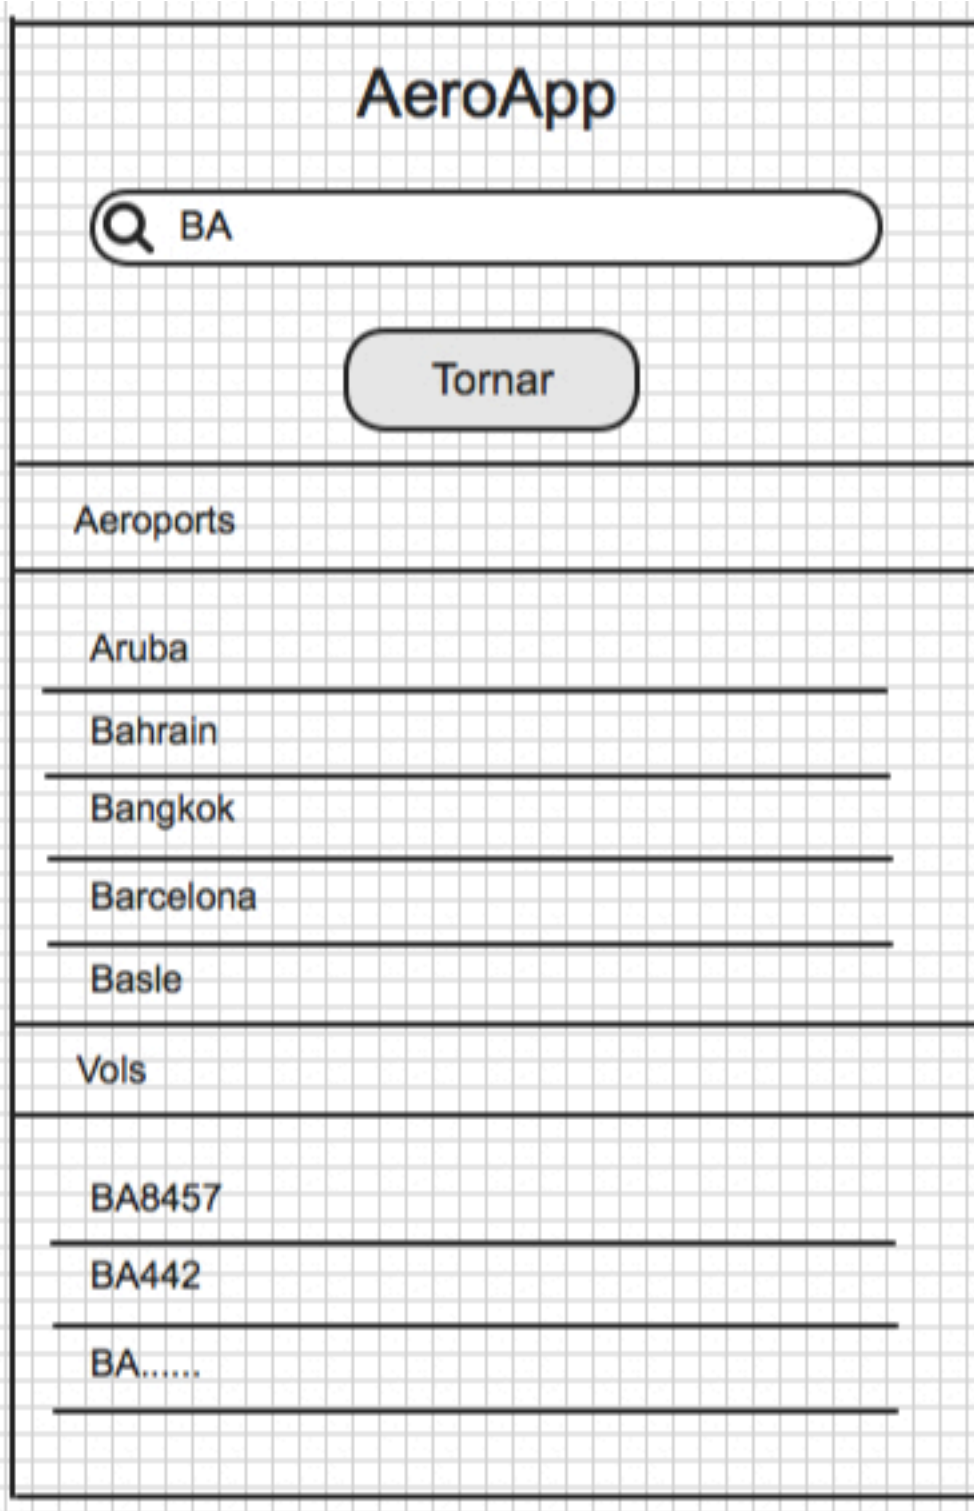 AeroApp
BA
Tornar
Aeroports
Aruba
Bahrain
Bangkok
Barcelona
Basle
Vols
BA8457
BA442
BA......